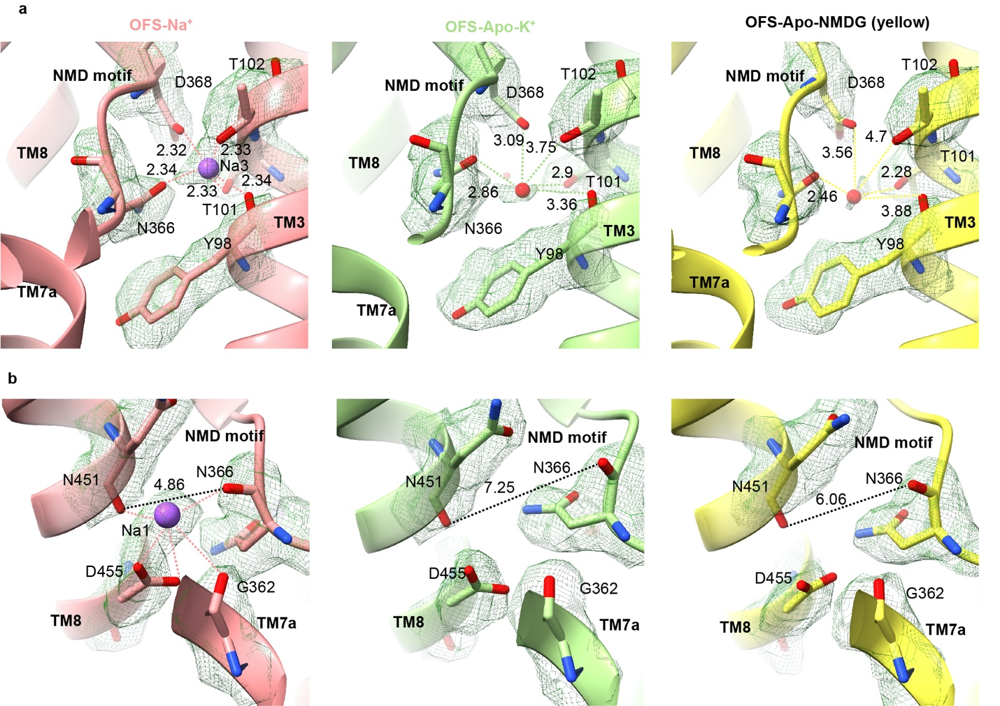 a
OFS-Na⁺
OFS-Apo-K⁺
OFS-Apo-NMDG (yellow)
NMD motif
D368
T102
TM8
2.32
2.33
2.34
Na3
2.34
2.33
T101
N366
TM3
Y98
TM7a
NMD motif
D368
T102
TM8
3.09
3.75
2.9
T101
2.86
3.36
N366
TM3
Y98
TM7a
NMD motif
D368
T102
TM8
4.7
3.56
T101
2.28
2.46
3.88
TM3
Y98
TM7a
b
NMD motif
N451
4.86
N366
Na1
D455
G362
TM8
TM7a
NMD motif
N451
7.25
N366
D455
G362
TM8
TM7a
NMD motif
N451
6.06
N366
D455
G362
TM8
TM7a